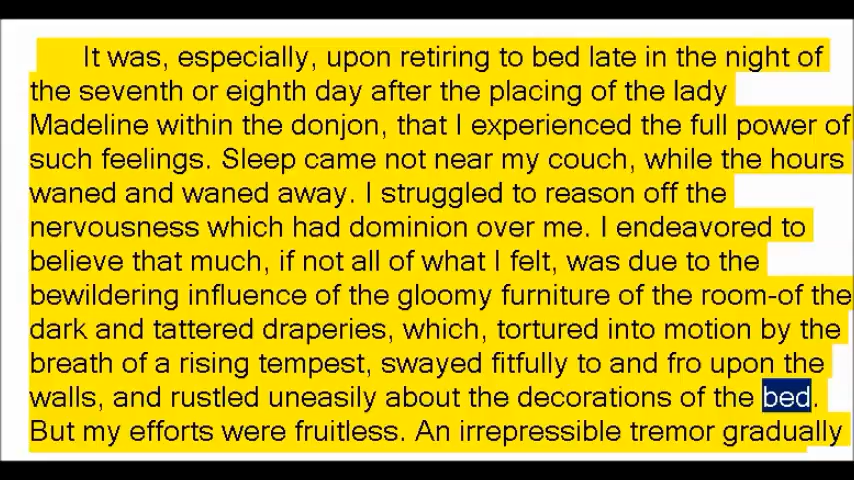 It was, especially, upon retiring to bed late in the night of
the seventh or eighth day after the placing of the lady
Madeline within the donjon, that I experienced the full power of
such feelings. Sleep came not near my couch, while the hours
waned and waned away. I struggled to reason off the
nervousness which had dominion over me. I endeavored to
believe that much, if not all of what I felt, was due to the
bewildering influence of the gloomy furniture of the room-of the
dark and tattered draperies, which, tortured into motion by the
breath of a rising tempest, swayed fitfully to and fro upon the
walls, and rustled uneasily about the decorations of the bed.
But my efforts were fruitless. An irrepressible tremor gradually